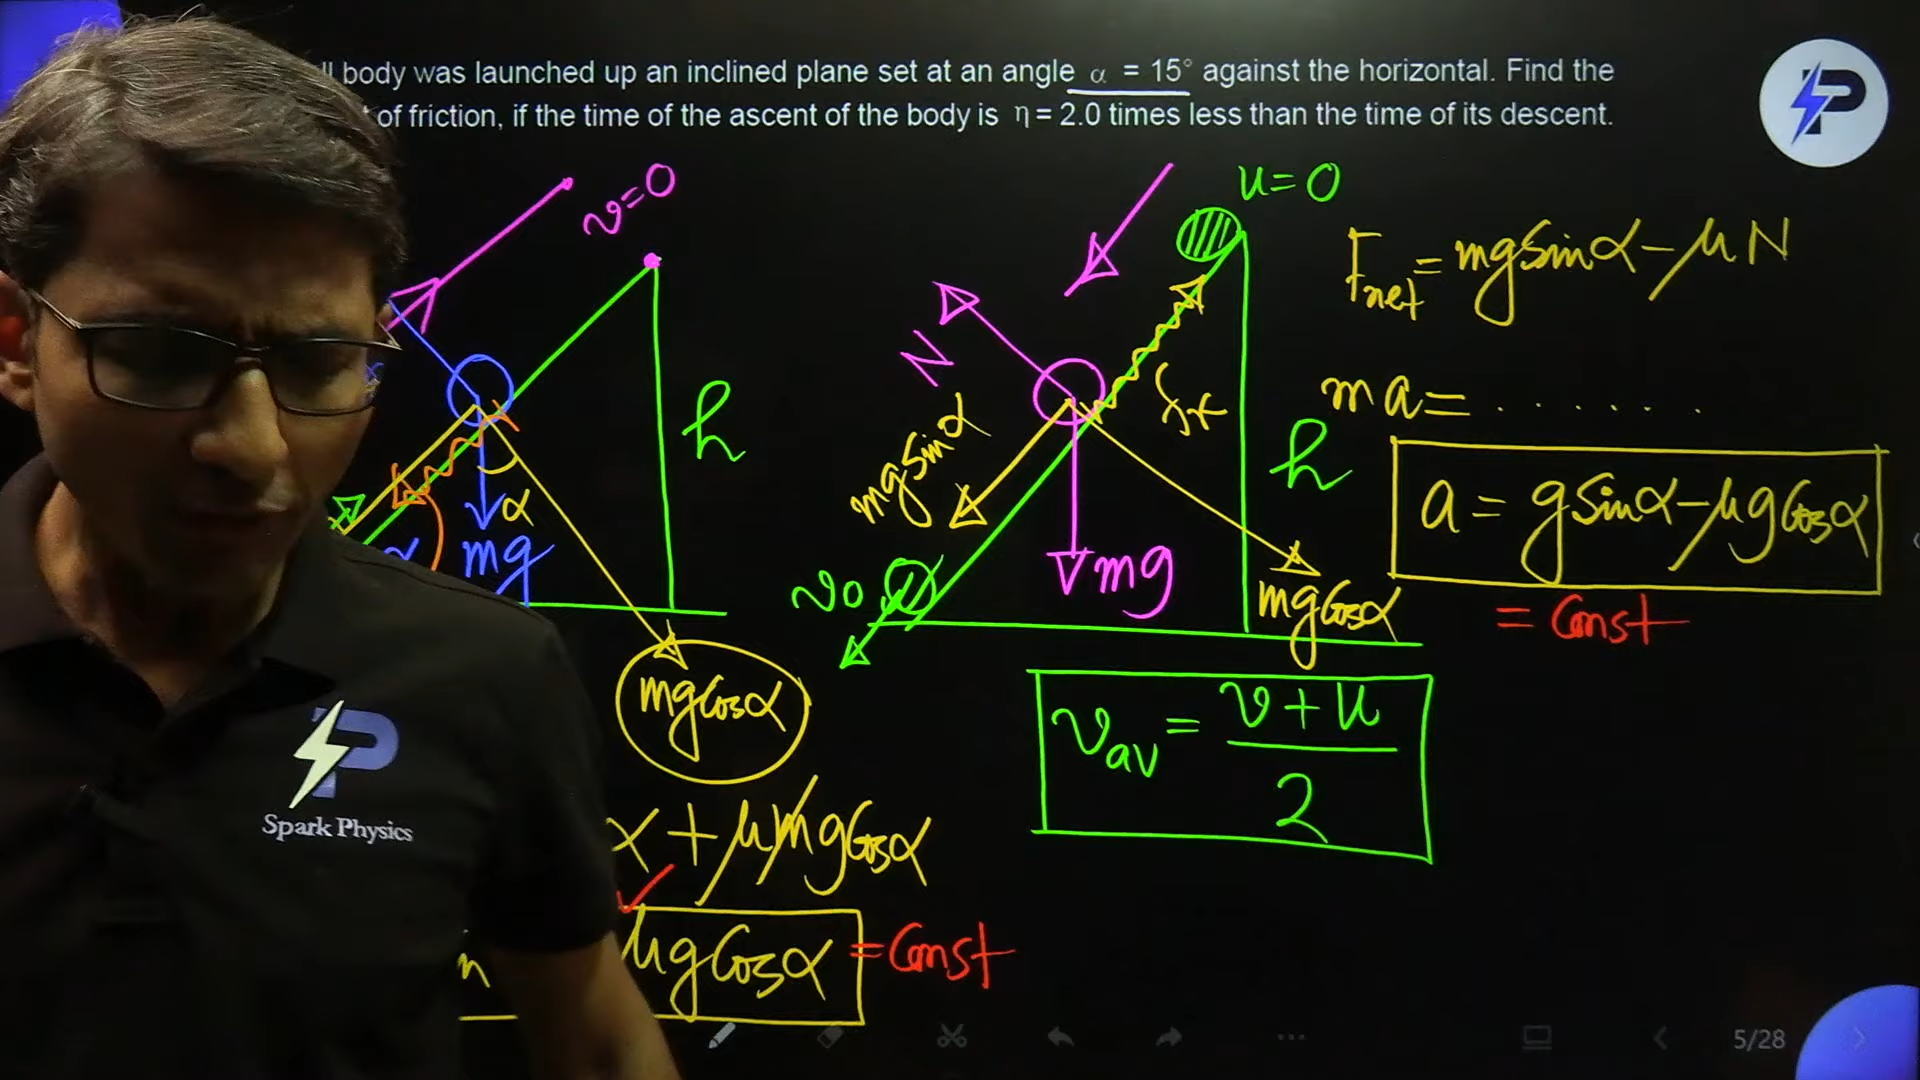 body was launched up an inclined plane set at an angle α = 15° against the horizontal. Find the
of friction, if the time of the ascent of the body is η = 2.0 times less than the time of its descent.
P
v=0
h
α
mg
mgcosα
α + μmgcosα
μgcosα = Const
u=0
N
mgsinα
fr
h
v0
mg
mgcosα
Fnet = mgsinα - μN
ma = . . . . . . .
a = gsinα - μgcosα
= Const
vav = v+u
2
P
Spark Physics
5/28